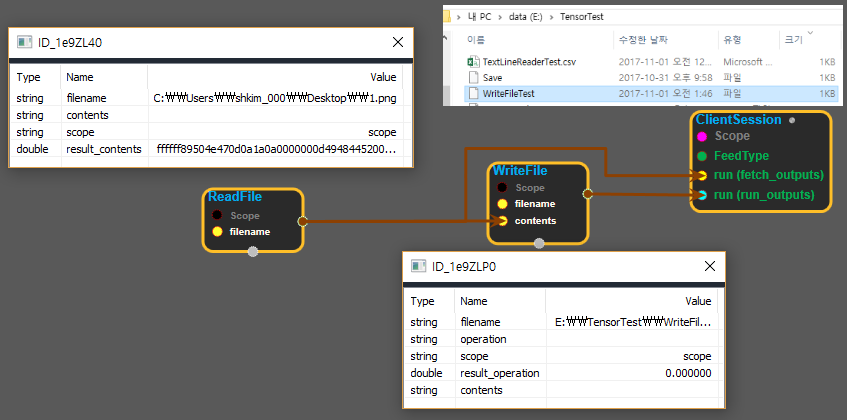 ID_1e9ZL40
Type Name Value
string filename C:₩₩Users₩₩shkim_000₩₩Desktop₩₩1.png
string contents
string scope scope
double result_contents ffffff89504e470d0a1a0a0000000d4948445200...
> 내 PC > data (E:) > TensorTest
이름 수정한 날짜 유형 크기
TextLineReaderTest.csv 2017-11-01 오전 12... Microsoft ... 1KB
Save 2017-10-31 오후 9:58 파일 1KB
WriteFileTest 2017-11-01 오전 1:46 파일 1KB
ClientSession
Scope
FeedType
run (fetch_outputs)
run (run_outputs)
WriteFile
Scope
filename
contents
ReadFile
Scope
filename
ID_1e9ZLP0
Type Name Value
string filename E:₩₩TensorTest₩₩WriteFil...
string operation
string scope scope
double result_operation 0.000000
string contents